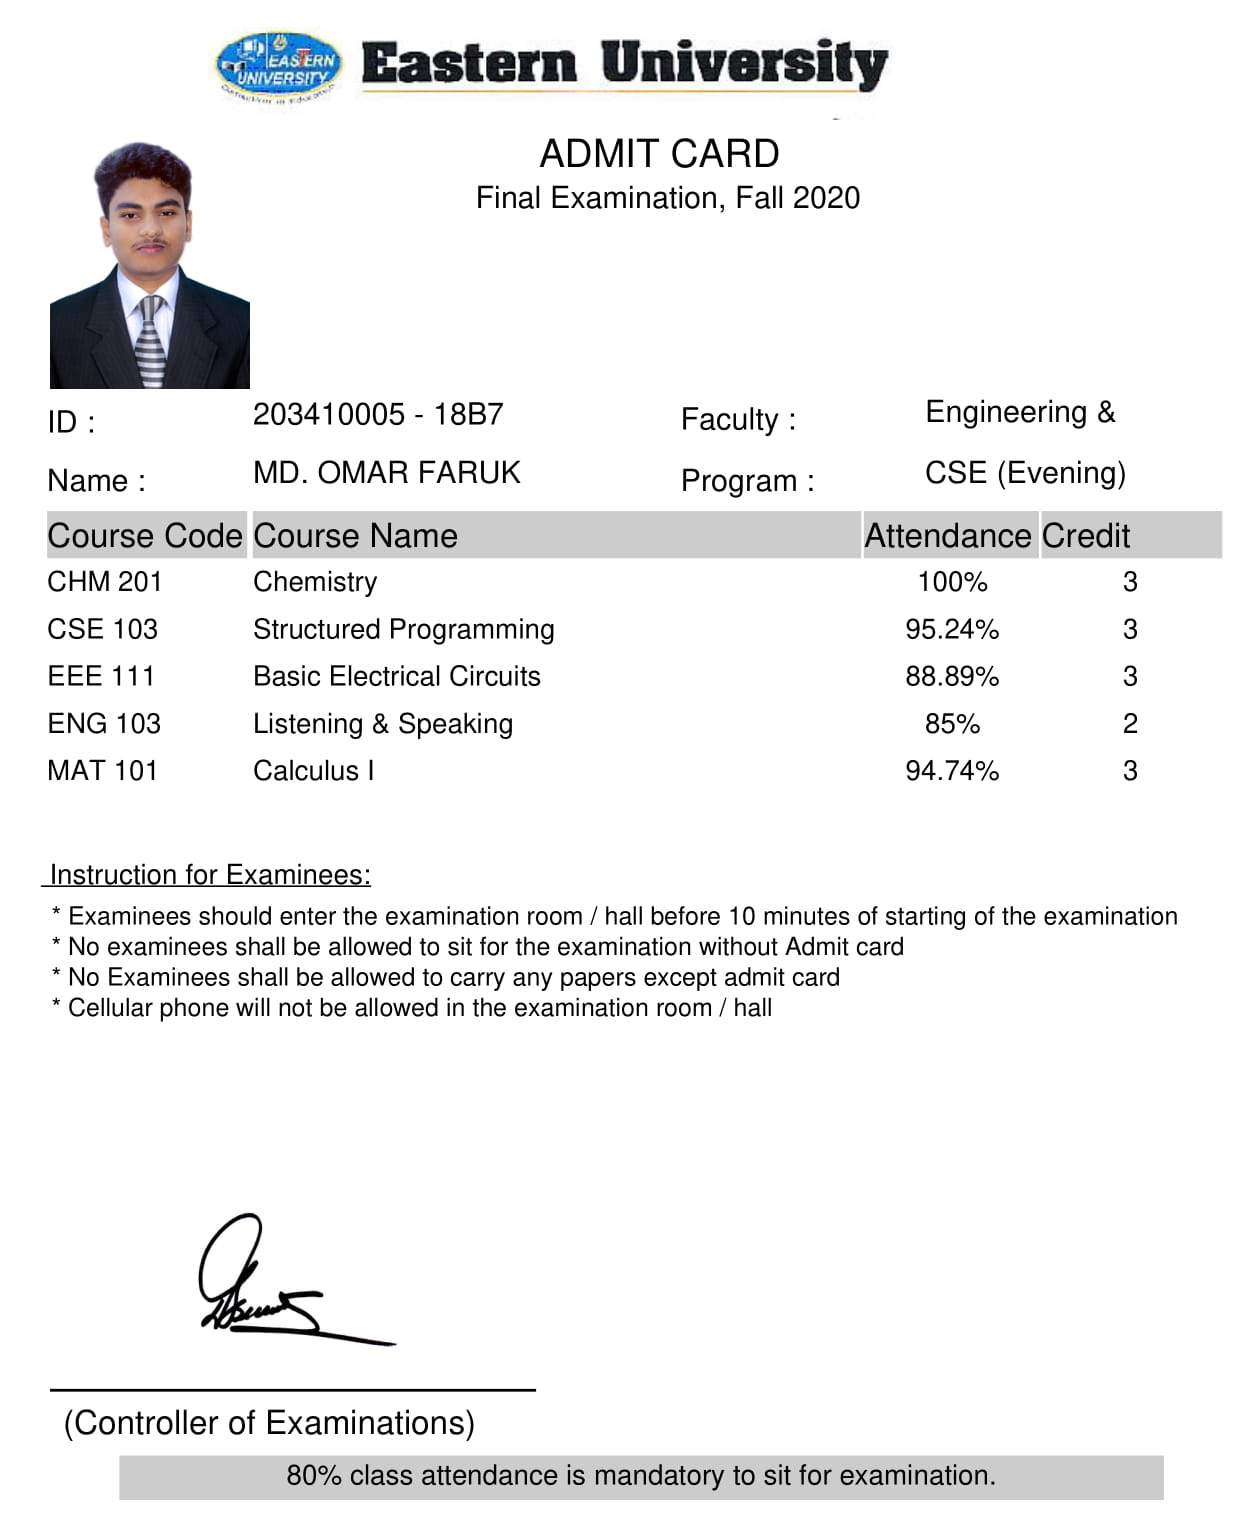 EASTERN
UNIVERSITY
Eastern University
ADMIT CARD
Final Examination, Fall 2020
ID : 203410005 - 18B7 Faculty : Engineering &
Name : MD. OMAR FARUK Program : CSE (Evening)
Course Code Course Name Attendance Credit
CHM 201 Chemistry 100% 3
CSE 103 Structured Programming 95.24% 3
EEE 111 Basic Electrical Circuits 88.89% 3
ENG 103 Listening & Speaking 85% 2
MAT 101 Calculus I 94.74% 3
Instruction for Examinees:
* Examinees should enter the examination room / hall before 10 minutes of starting of the examination
* No examinees shall be allowed to sit for the examination without Admit card
* No Examinees shall be allowed to carry any papers except admit card
* Cellular phone will not be allowed in the examination room / hall
(Controller of Examinations)
80% class attendance is mandatory to sit for examination.